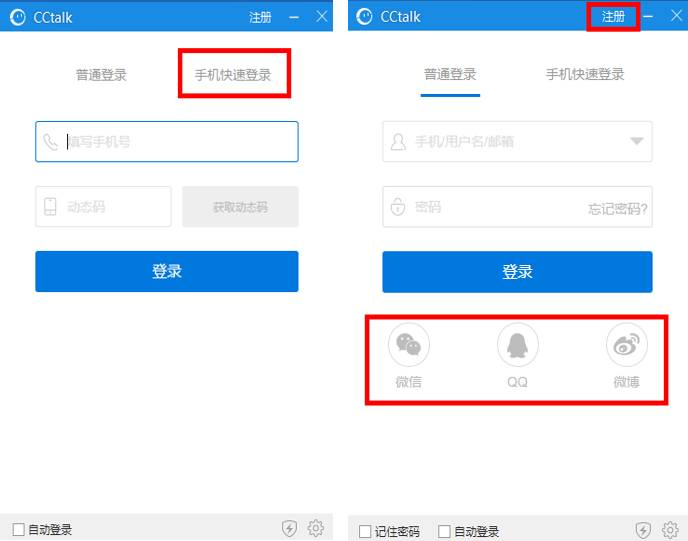 CCtalk 注册
普通登录 手机快速登录
填写手机号
动态码 获取动态码
登录
自动登录
CCtalk 注册
普通登录 手机快速登录
手机/用户名/邮箱
密码 忘记密码?
登录
微信 QQ 微博
记住密码 自动登录